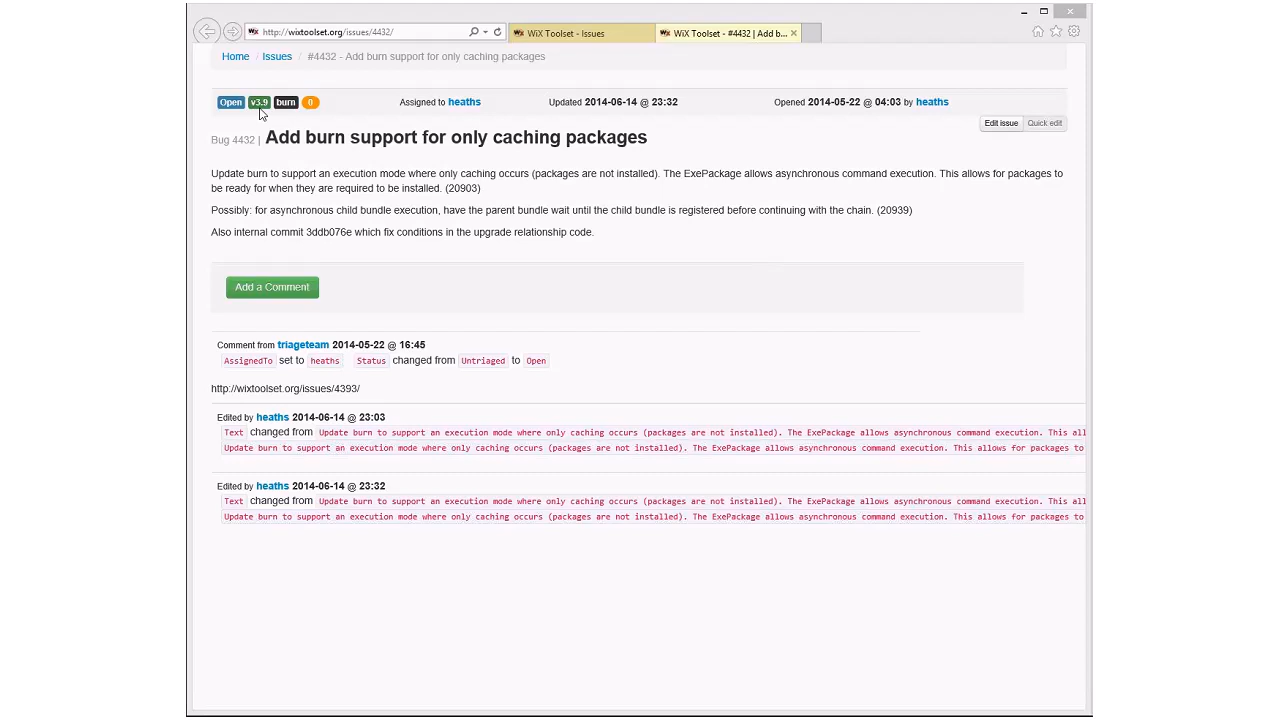 http://wixtoolset.org/issues/4432/
WiX Toolset - Issues
WiX Toolset - #4432 | Add b...
Home / Issues / #4432 - Add burn support for only caching packages
Open v3.9 burn 0 Assigned to heaths Updated 2014-06-14 @ 23:32 Opened 2014-05-22 @ 04:03 by heaths
Edit issue Quick edit
Bug 4432 | Add burn support for only caching packages
Update burn to support an execution mode where only caching occurs (packages are not installed). The ExePackage allows asynchronous command execution. This allows for packages to
be ready for when they are required to be installed. (20903)
Possibly: for asynchronous child bundle execution, have the parent bundle wait until the child bundle is registered before continuing with the chain. (20939)
Also internal commit 3ddb076e which fix conditions in the upgrade relationship code.
Add a Comment
Comment from triageteam 2014-05-22 @ 16:45
AssignedTo set to heaths Status changed from Untriaged to Open
http://wixtoolset.org/issues/4393/
Edited by heaths 2014-06-14 @ 23:03
Text changed from Update burn to support an execution mode where only caching occurs (packages are not installed). The ExePackage allows asynchronous command execution. This all
Update burn to support an execution mode where only caching occurs (packages are not installed). The ExePackage allows asynchronous command execution. This allows for packages to
Edited by heaths 2014-06-14 @ 23:32
Text changed from Update burn to support an execution mode where only caching occurs (packages are not installed). The ExePackage allows asynchronous command execution. This all
Update burn to support an execution mode where only caching occurs (packages are not installed). The ExePackage allows asynchronous command execution. This allows for packages to